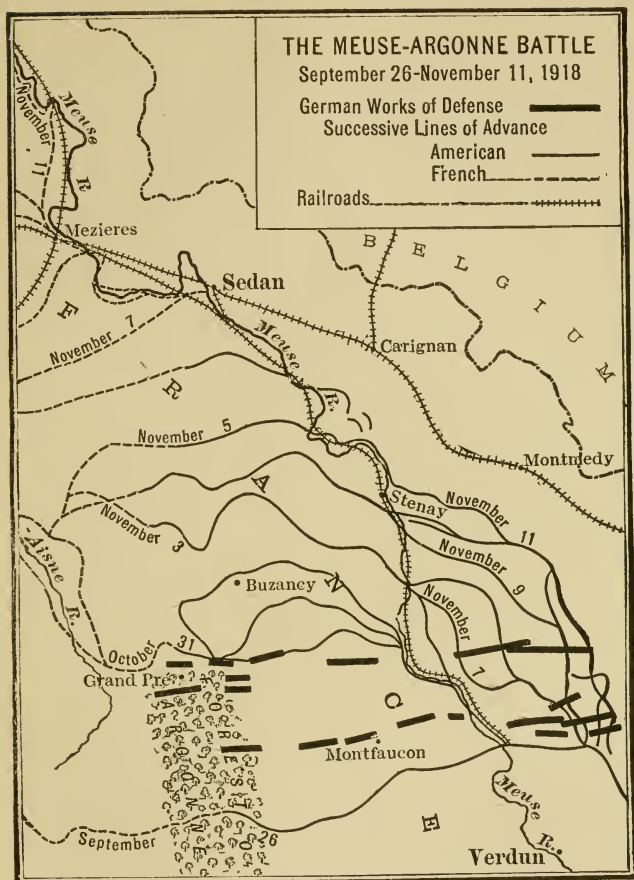 THE MEUSE-ARGONNE BATTLE
September 26-November 11, 1918
German Works of Defense
Successive Lines of Advance
American
French
Railroads
Meuse
R
November
11
Mezieres
Sedan
BELGIUM
Meuse
R.
Carignan
November 7
FRANCE
November 5
Montmedy
Stenay
November
11
November
9
November 3
Aisne
R.
Buzancy
November
7
October 31
Grand Pre
ARGONNE
FOREST
Montfaucon
September 26
Meuse
R.
Verdun